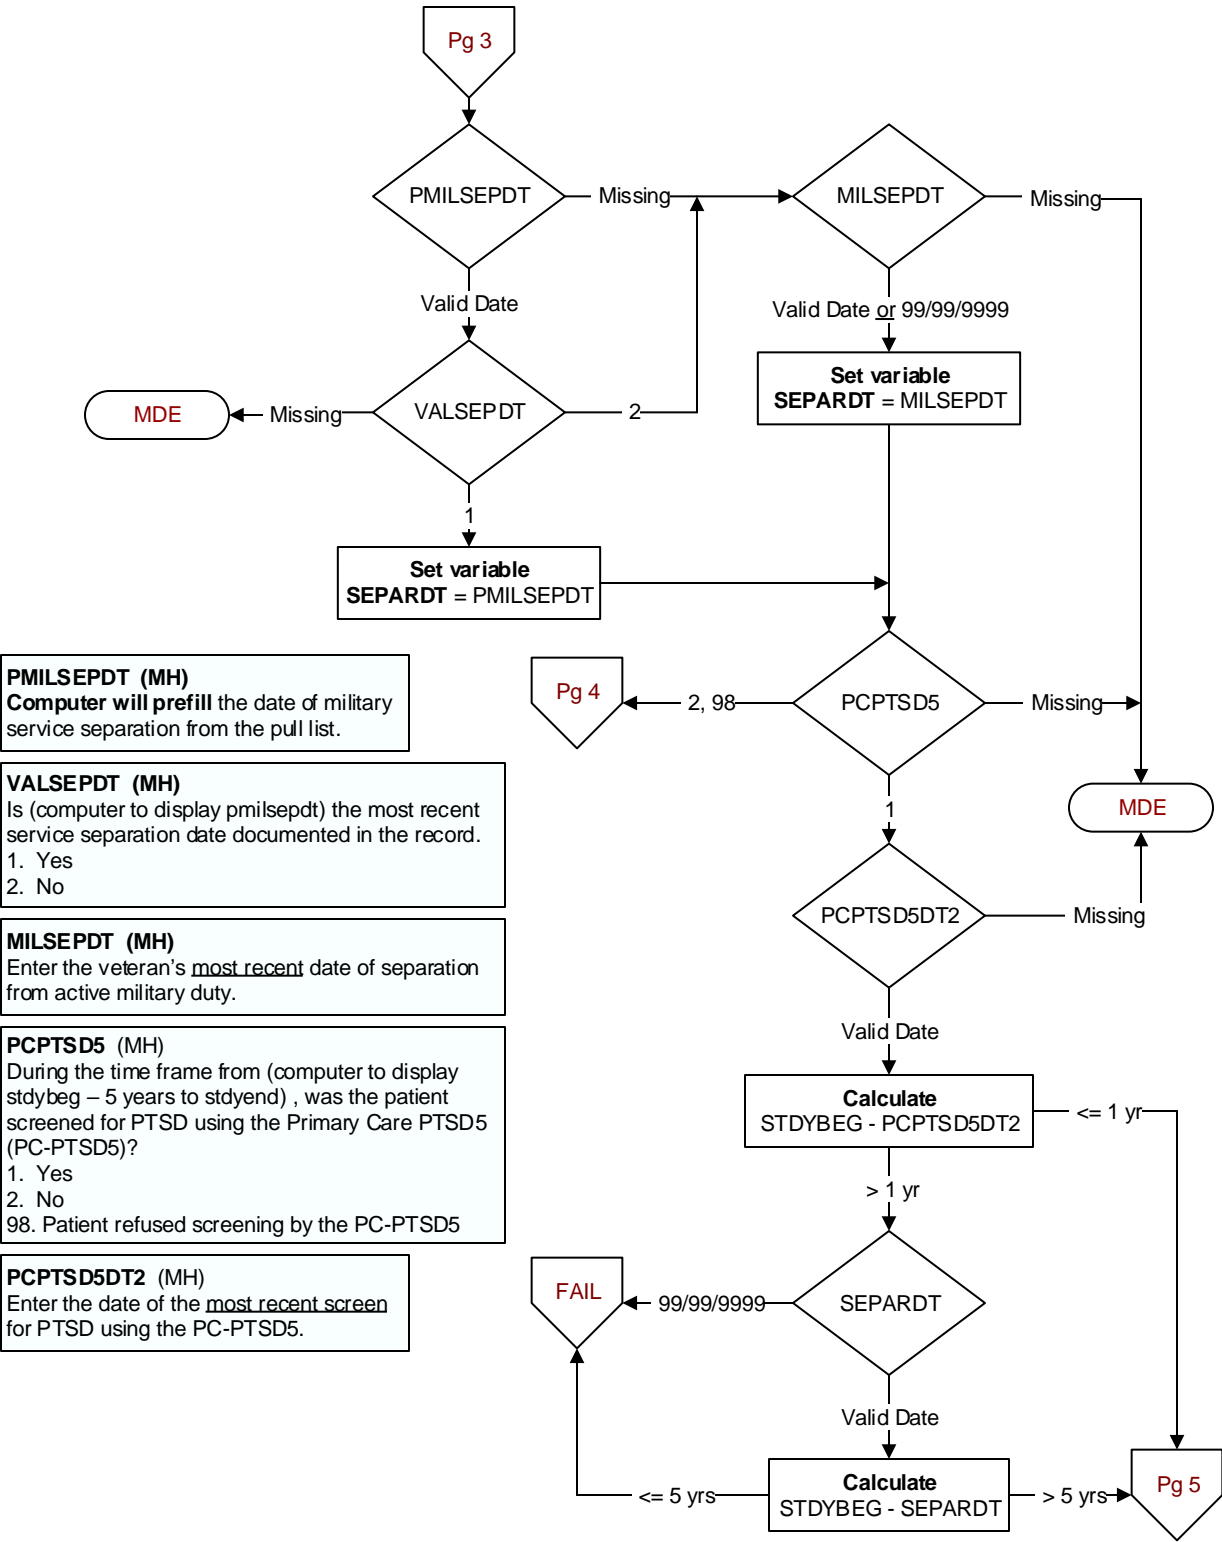 Pg 3
PMILSEPDT
Missing
MILSEPDT
Missing
Valid Date
Valid Date or 99/99/9999
Set variable
SEPARDT = MILSEPDT
MDE
Missing
VALSEPDT
2
1
Set variable
SEPARDT = PMILSEPDT
PMILSEPDT (MH)
Computer will prefill the date of military
service separation from the pull list.
Pg 4
2, 98
PCPTSD5
Missing
VALSEPDT (MH)
Is (computer to display pmilsepdt) the most recent
service separation date documented in the record.
1. Yes
2. No
1
MDE
MILSEPDT (MH)
Enter the veteran's most recent date of separation
from active military duty.
PCPTSD5DT2
Missing
PCPTSD5 (MH)
During the time frame from (computer to display
stdybeg – 5 years to stdyend) , was the patient
screened for PTSD using the Primary Care PTSD5
(PC-PTSD5)?
1. Yes
2. No
98. Patient refused screening by the PC-PTSD5
Valid Date
Calculate
STDYBEG - PCPTSD5DT2
<= 1 yr
> 1 yr
PCPTSD5DT2 (MH)
Enter the date of the most recent screen
for PTSD using the PC-PTSD5.
FAIL
99/99/9999
SEPARDT
Valid Date
<= 5 yrs
Calculate
STDYBEG - SEPARDT
> 5 yrs
Pg 5